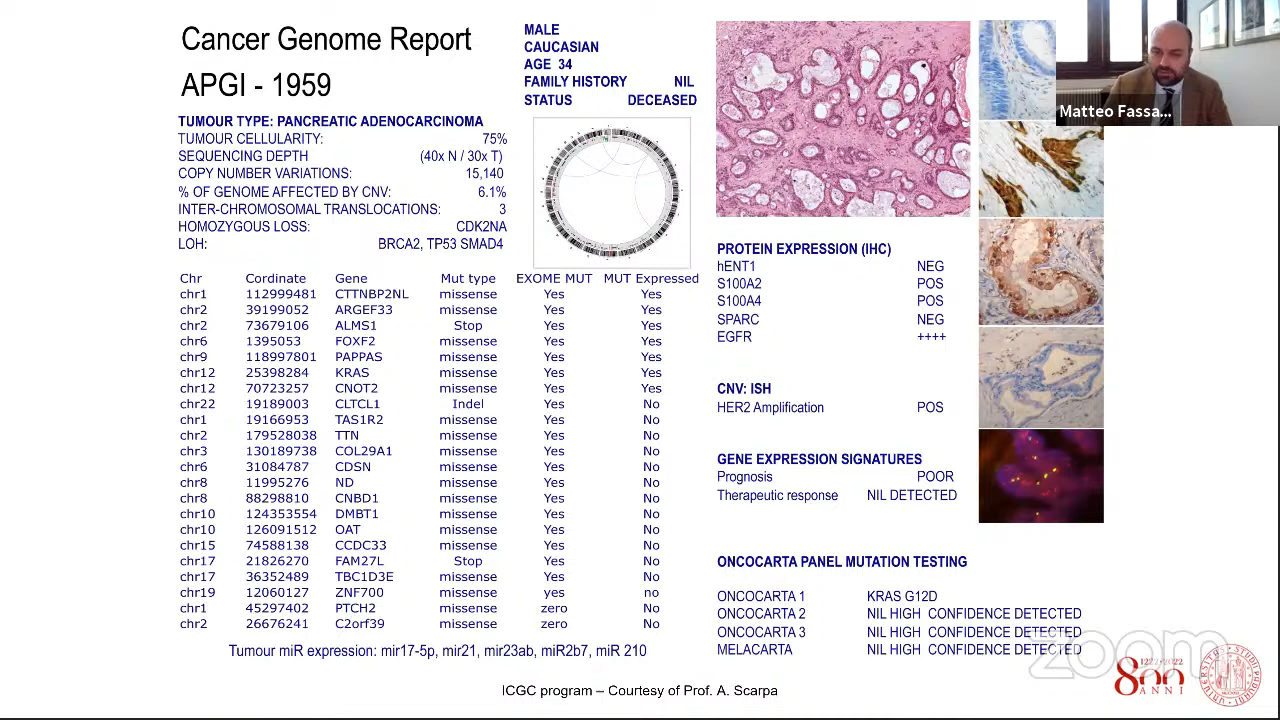 Cancer Genome Report
APGI - 1959
MALE
CAUCASIAN
AGE 34
FAMILY HISTORY NIL
STATUS DECEASED
TUMOUR TYPE: PANCREATIC ADENOCARCINOMA
TUMOUR CELLULARITY: 75%
SEQUENCING DEPTH (40x N / 30x T)
COPY NUMBER VARIATIONS: 15,140
% OF GENOME AFFECTED BY CNV: 6.1%
INTER-CHROMOSOMAL TRANSLOCATIONS: 3
HOMOZYGOUS LOSS: CDK2NA
LOH: BRCA2, TP53 SMAD4
Chr Cordinate Gene Mut type EXOME MUT MUT Expressed
chr1 112999481 CTTNBP2NL missense Yes Yes
chr2 39199052 ARGEF33 missense Yes Yes
chr2 73679106 ALMS1 Stop Yes Yes
chr6 1395053 FOXF2 missense Yes Yes
chr9 118997801 PAPPAS missense Yes Yes
chr12 25398284 KRAS missense Yes Yes
chr12 70723257 CNOT2 missense Yes Yes
chr22 19189003 CLTCL1 Indel Yes No
chr1 19166953 TAS1R2 missense Yes No
chr2 179528038 TTN missense Yes No
chr3 130189738 COL29A1 missense Yes No
chr6 31084787 CDSN missense Yes No
chr8 11995276 ND missense Yes No
chr8 88298810 CNBD1 missense Yes No
chr10 124353554 DMBT1 missense Yes No
chr10 126091512 OAT missense Yes No
chr15 74588138 CCDC33 missense Yes No
chr17 21826270 FAM27L Stop Yes No
chr17 36352489 TBC1D3E missense Yes No
chr19 12060127 ZNF700 missense yes no
chr1 45297402 PTCH2 missense zero No
chr2 26676241 C2orf39 missense zero No
Tumour miR expression: mir17-5p, mir21, mir23ab, miR2b7, miR 210
PROTEIN EXPRESSION (IHC)
hENT1 NEG
S100A2 POS
S100A4 POS
SPARC NEG
EGFR ++++
CNV: ISH
HER2 Amplification POS
GENE EXPRESSION SIGNATURES
Prognosis POOR
Therapeutic response NIL DETECTED
ONCOCARTA PANEL MUTATION TESTING
ONCOCARTA 1 KRAS G12D
ONCOCARTA 2 NIL HIGH CONFIDENCE DETECTED
ONCOCARTA 3 NIL HIGH CONFIDENCE DETECTED
MELACARTA NIL HIGH CONFIDENCE DETECTED
ICGC program – Courtesy of Prof. A. Scarpa
Matteo Fassa...
zoom
1222·2022
800
ANNI